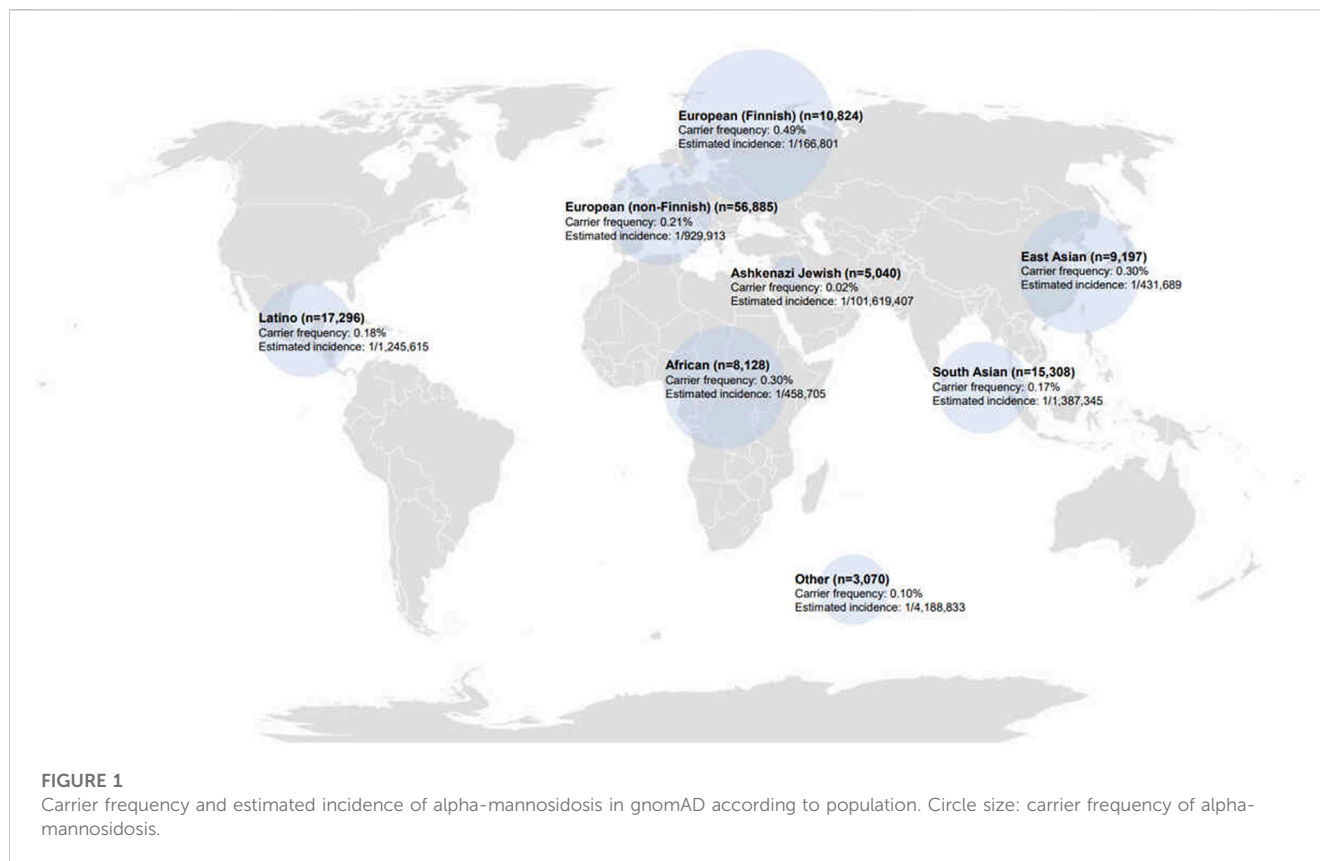 European (Finnish) (n=10,824)
Carrier frequency: 0.49%
Estimated incidence: 1/166,801
European (non-Finnish) (n=56,885)
Carrier frequency: 0.21%
Estimated incidence: 1/929,913
East Asian (n=9,197)
Carrier frequency: 0.30%
Estimated incidence: 1/431,689
Ashkenazi Jewish (n=5,040)
Carrier frequency: 0.02%
Estimated incidence: 1/101,619,407
Latino (n=17,296)
Carrier frequency: 0.18%
Estimated incidence: 1/1,245,615
African (n=8,128)
Carrier frequency: 0.30%
Estimated incidence: 1/458,705
South Asian (n=15,308)
Carrier frequency: 0.17%
Estimated incidence: 1/1,387,345
Other (n=3,070)
Carrier frequency: 0.10%
Estimated incidence: 1/4,188,833
FIGURE 1
Carrier frequency and estimated incidence of alpha-mannosidosis in gnomAD according to population. Circle size: carrier frequency of alpha-
mannosidosis.